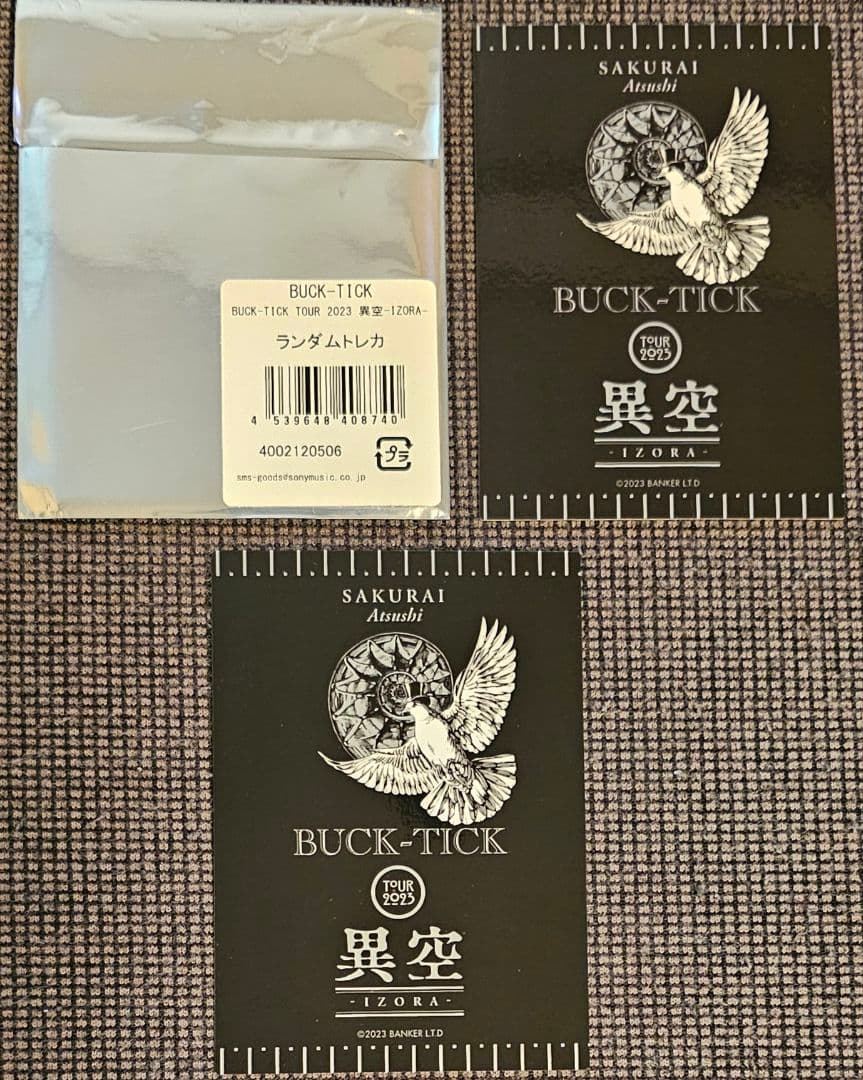 BUCK-TICK
BUCK-TICK TOUR 2023 異空-IZORA-
ランダムトレカ
4 539640 408740
4002120506
プラ
sms-goods@sonymusic.co.jp
SAKURAI
Atsushi
BUCK-TICK
TOUR
2023
異空
-IZORA-
©2023 BANKER LTD
SAKURAI
Atsushi
BUCK-TICK
TOUR
2023
異空
-IZORA-
©2023 BANKER LTD